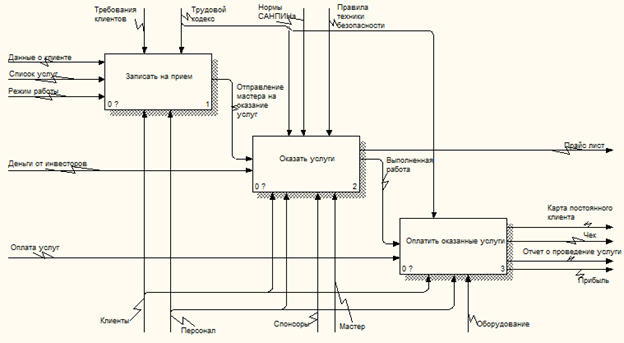 Требования
клиентов
Трудовой
кодекс
Нормы
САНПИНа
Правила
техники
безопасности
Данные о клиенте
Список услуг
Режим работы
Записать на прием
0 ?
1
Отправление
мастера на
оказание
услуг
Деньги от инвесторов
Оказать услуги
0 ?
2
Прайс лист
Выполненная
работа
Оплата услуг
Оплатить оказанные услуги
0 ?
3
Карта постоянного
клиента
Чек
Отчет о проведение услуги
Прибыль
Клиенты
Персонал
Спонсоры
Мастер
Оборудование